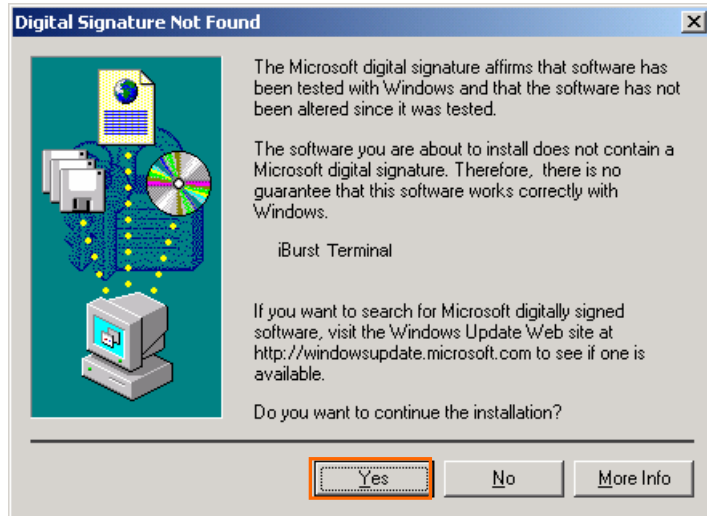 Digital Signature Not Found
The Microsoft digital signature affirms that software has
been tested with Windows and that the software has not
been altered since it was tested.
The software you are about to install does not contain a
Microsoft digital signature. Therefore, there is no
guarantee that this software works correctly with
Windows.
iBurst Terminal
If you want to search for Microsoft digitally signed
software, visit the Windows Update Web site at
http://windowsupdate.microsoft.com to see if one is
available.
Do you want to continue the installation?
Yes No More Info